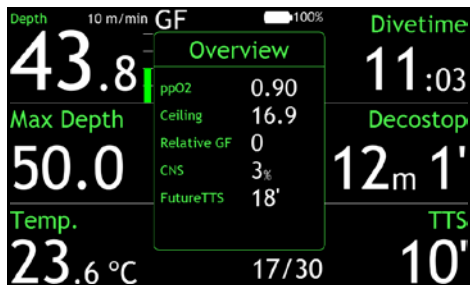 Depth 10 m/min GF 100% Divetime
43.8 11:03
Overview
ppO2 0.90
Ceiling 16.9
Relative GF 0
CNS 3%
FutureTTS 18'
Max Depth Decostop
50.0 12m 1'
Temp. TTS
23.6 °C 17/30 10'